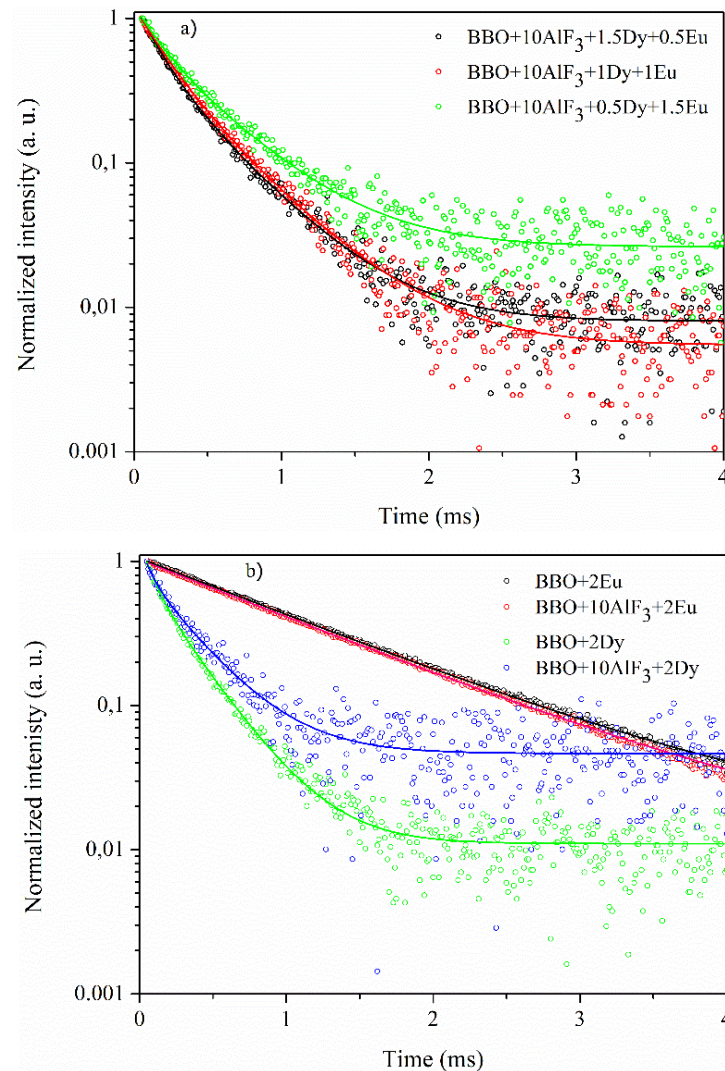 a)
BBO+10AlF₃+1.5Dy+0.5Eu
BBO+10AlF₃+1Dy+1Eu
BBO+10AlF₃+0.5Dy+1.5Eu
Normalized intensity (a. u.)
1
0,1
0,01
0.001
0
1
2
3
4
Time (ms)
b)
BBO+2Eu
BBO+10AlF₃+2Eu
BBO+2Dy
BBO+10AlF₃+2Dy
Normalized intenisty (a. u.)
1
0,1
0,01
0.001
0
1
2
3
4
Time (ms)